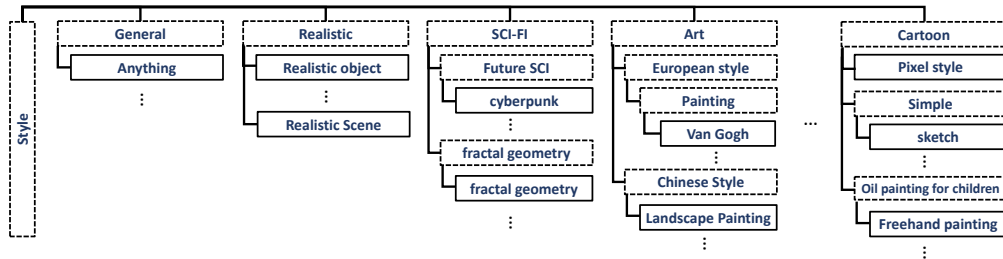 Style
General
Anything
⋮
Realistic
Realistic object
⋮
Realistic Scene
SCI-FI
Future SCI
cyberpunk
⋮
fractal geometry
fractal geometry
⋮
Art
European style
Painting
Van Gogh
⋮
Chinese Style
Landscape Painting
⋮
...
Cartoon
Pixel style
Simple
sketch
⋮
Oil painting for children
Freehand painting
⋮